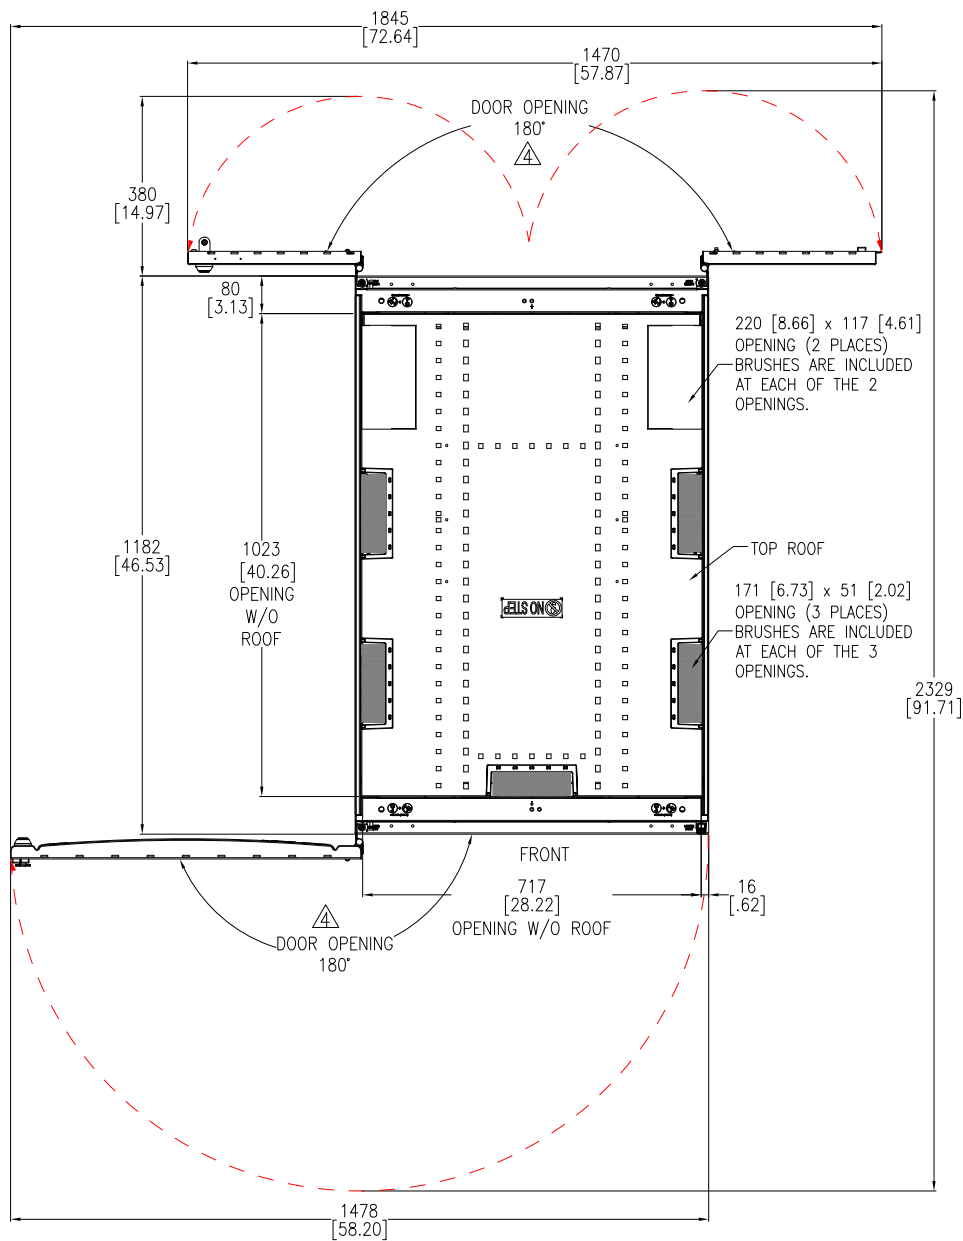 1845
[72.64]
1470
[57.87]
DOOR OPENING
180°
4
380
[14.97]
80
[3.13]
220 [8.66] x 117 [4.61]
OPENING (2 PLACES)
BRUSHES ARE INCLUDED
AT EACH OF THE 2
OPENINGS.
1182
[46.53]
1023
[40.26]
OPENING
W/O
ROOF
TOP ROOF
171 [6.73] x 51 [2.02]
OPENING (3 PLACES)
BRUSHES ARE INCLUDED
AT EACH OF THE 3
OPENINGS.
NO STEP
2329
[91.71]
FRONT
717
[28.22]
OPENING W/O ROOF
16
[.62]
4
DOOR OPENING
180°
1478
[58.20]